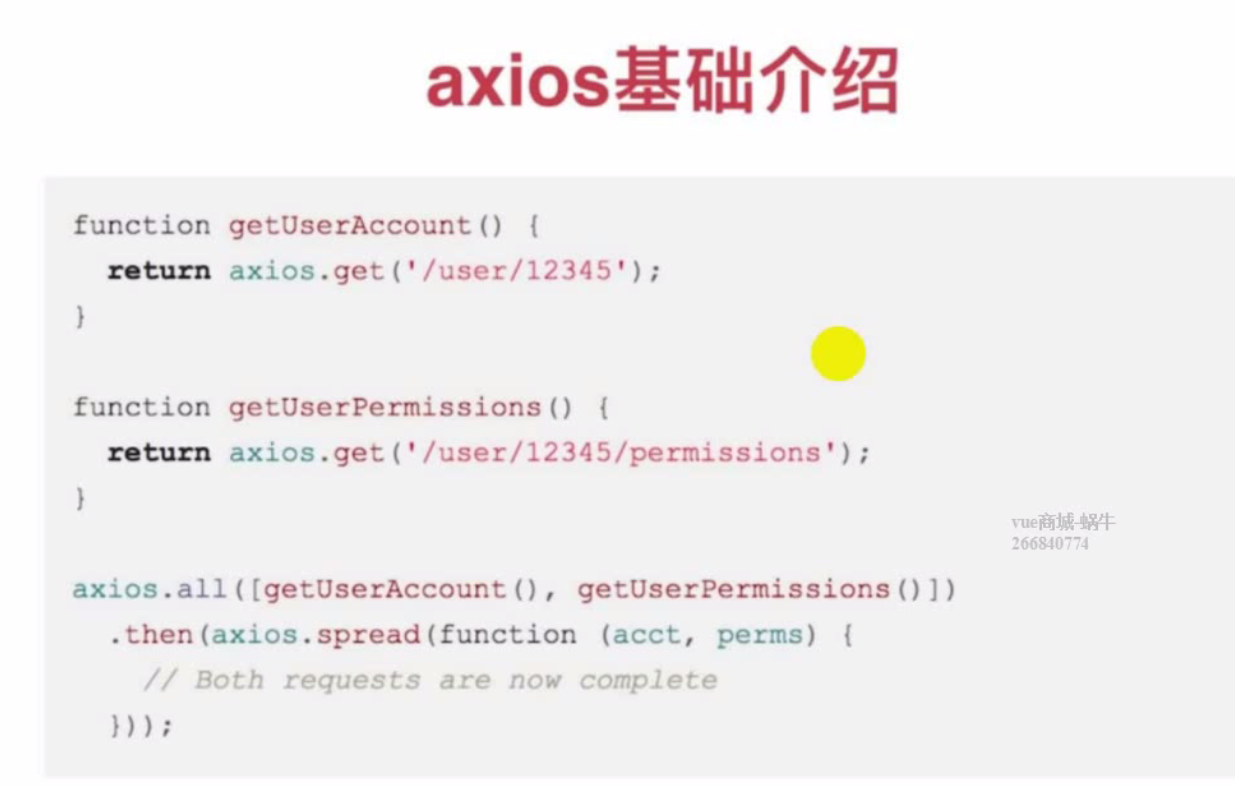 axios基础介绍
function getUserAccount() {
  return axios.get('/user/12345');
}
function getUserPermissions() {
  return axios.get('/user/12345/permissions');
}
vue商城-蜗牛
266840774
axios.all([getUserAccount(), getUserPermissions()])
  .then(axios.spread(function (acct, perms) {
    // Both requests are now complete
  }));